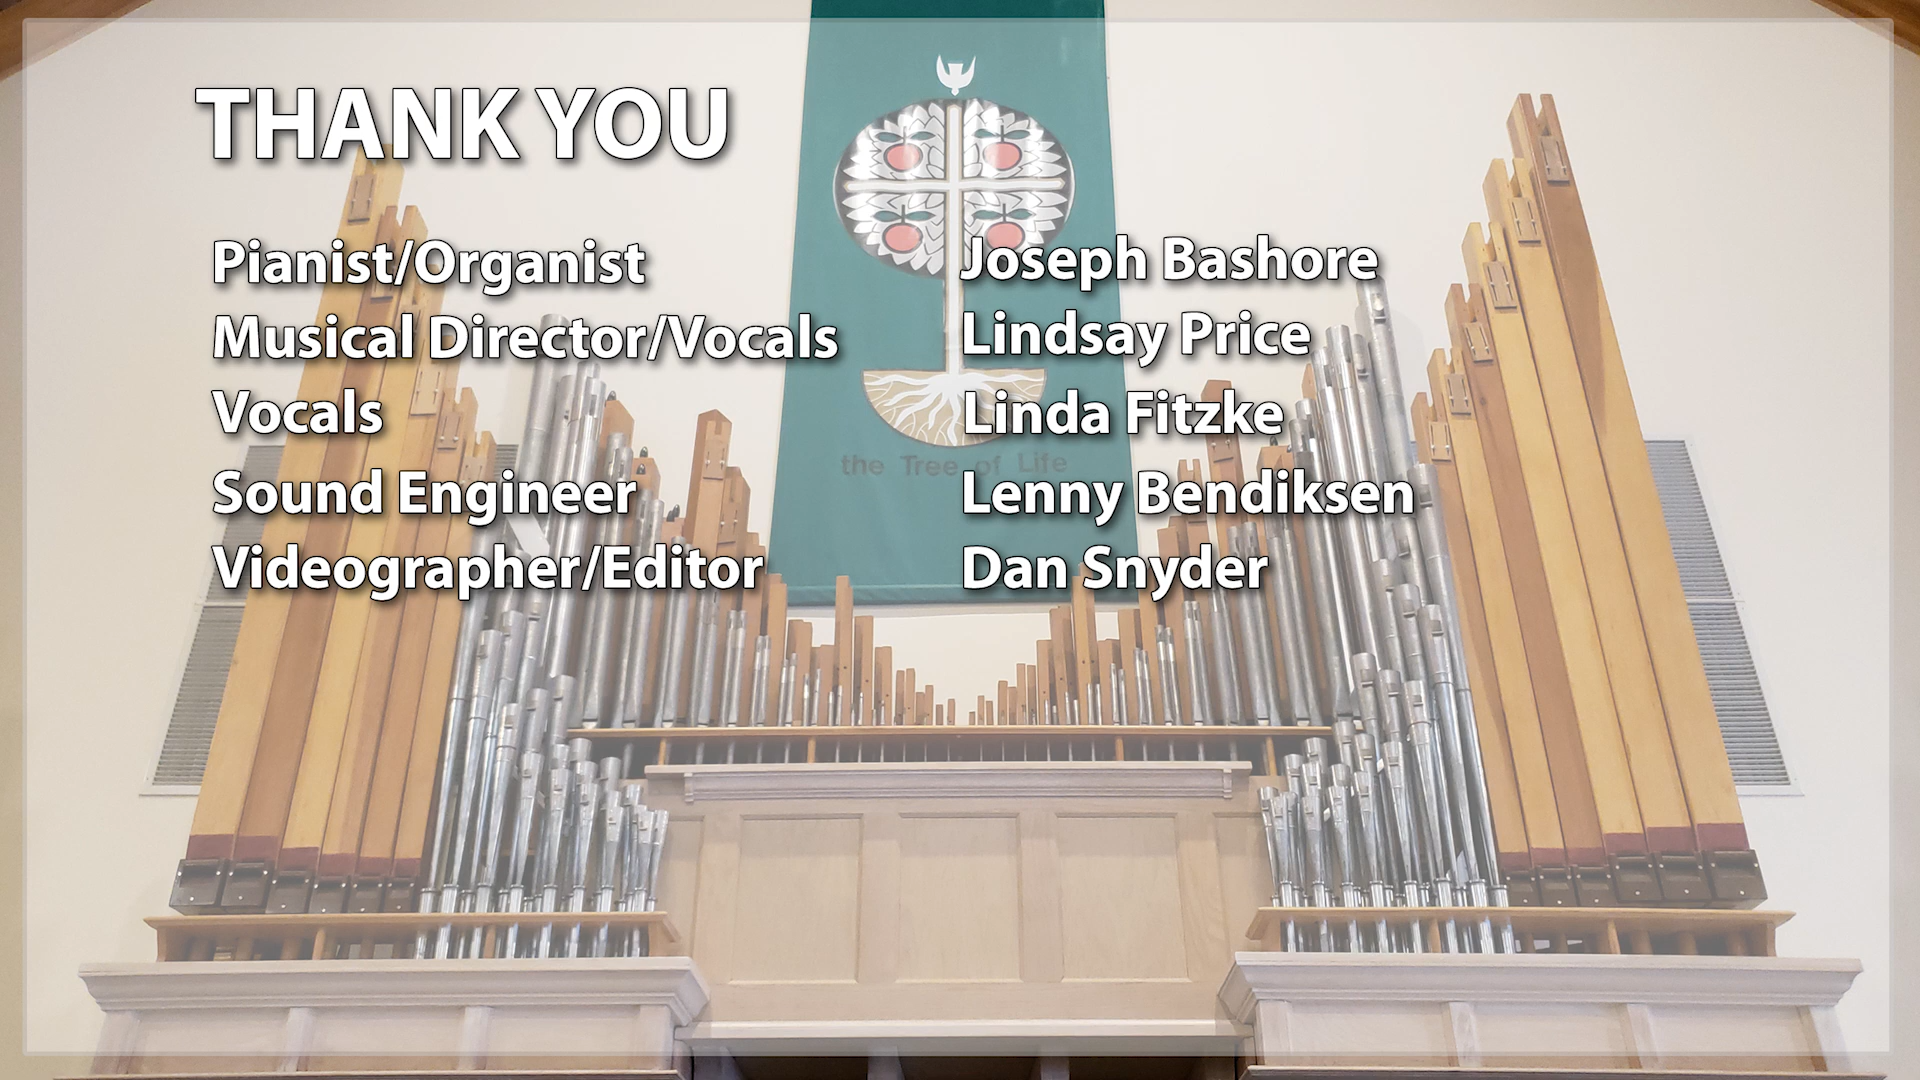 THANK YOU
Pianist/Organist Joseph Bashore
Musical Director/Vocals Lindsay Price
Vocals Linda Fitzke
Sound Engineer Lenny Bendiksen
Videographer/Editor Dan Snyder
the Tree of Life